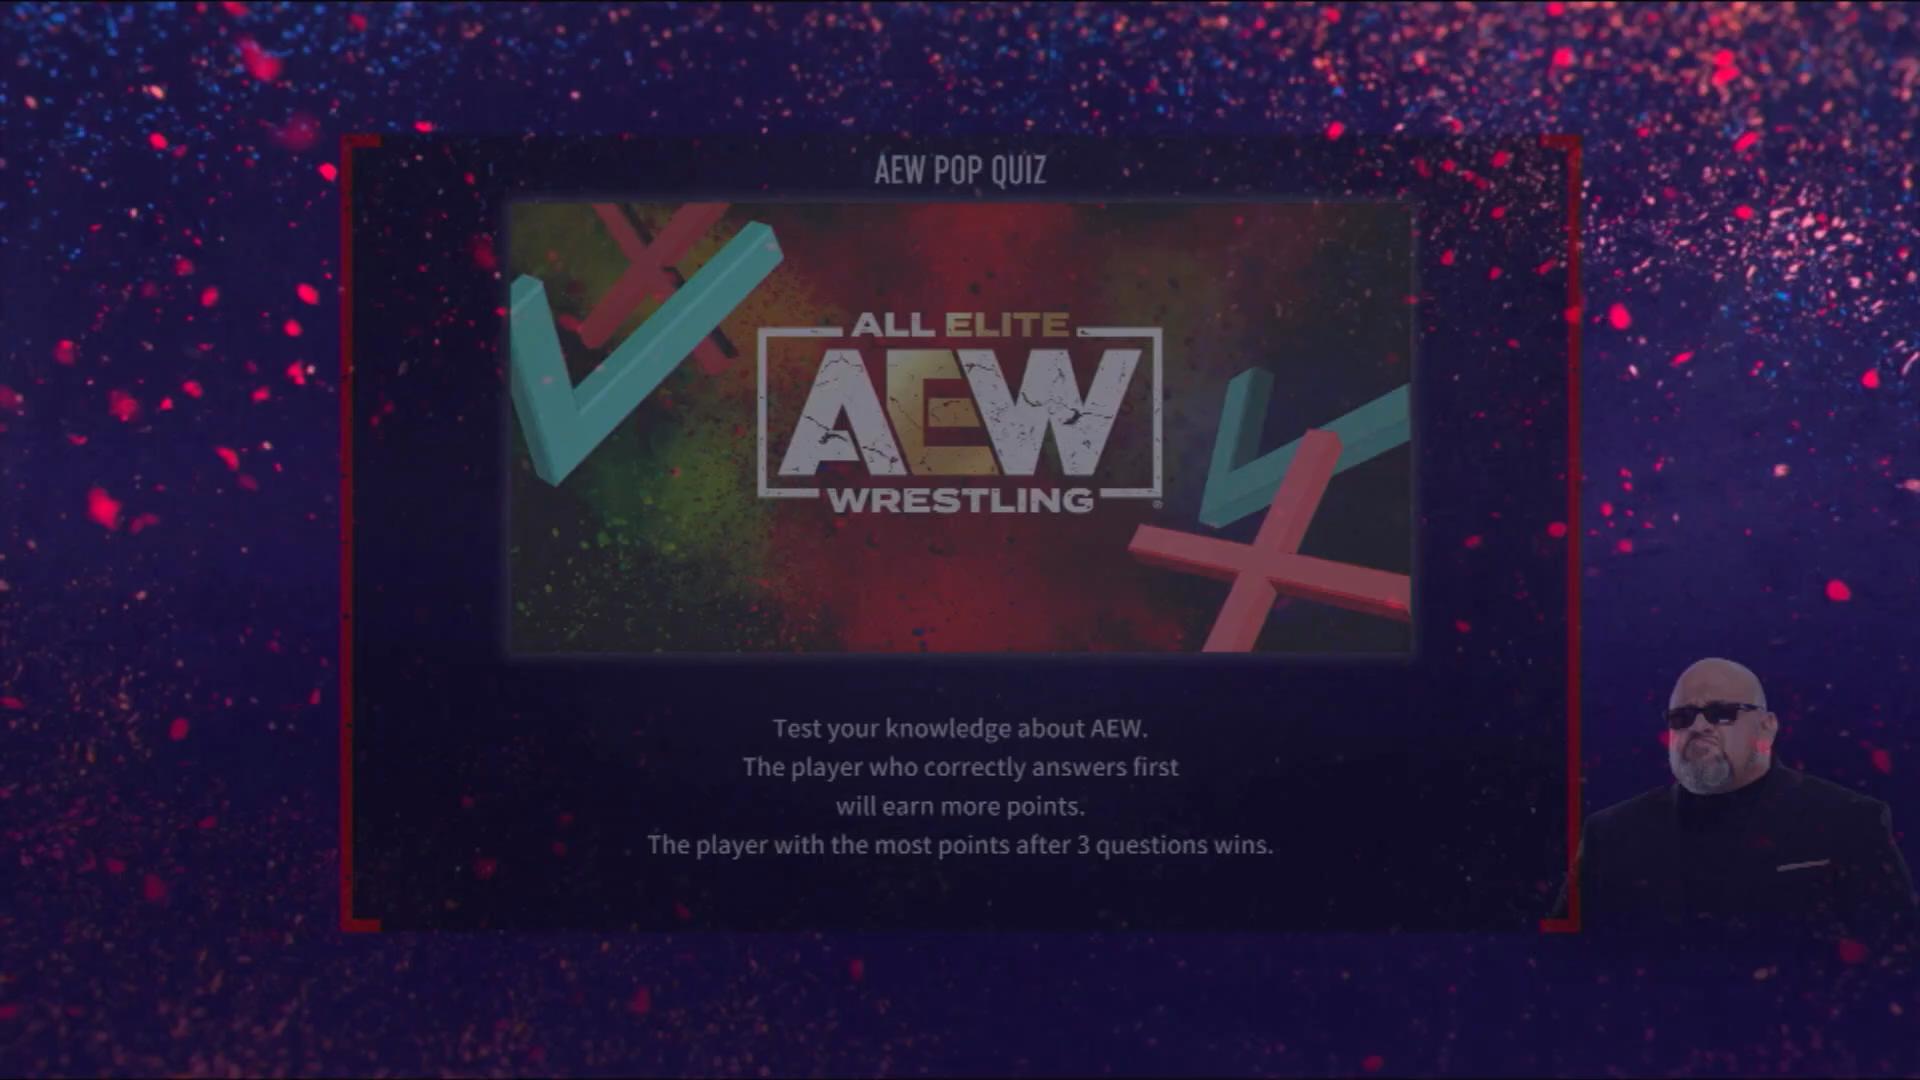 AEW POP QUIZ
ALL ELITE
AEW
WRESTLING
Test your knowledge about AEW.
The player who correctly answers first
will earn more points.
The player with the most points after 3 questions wins.